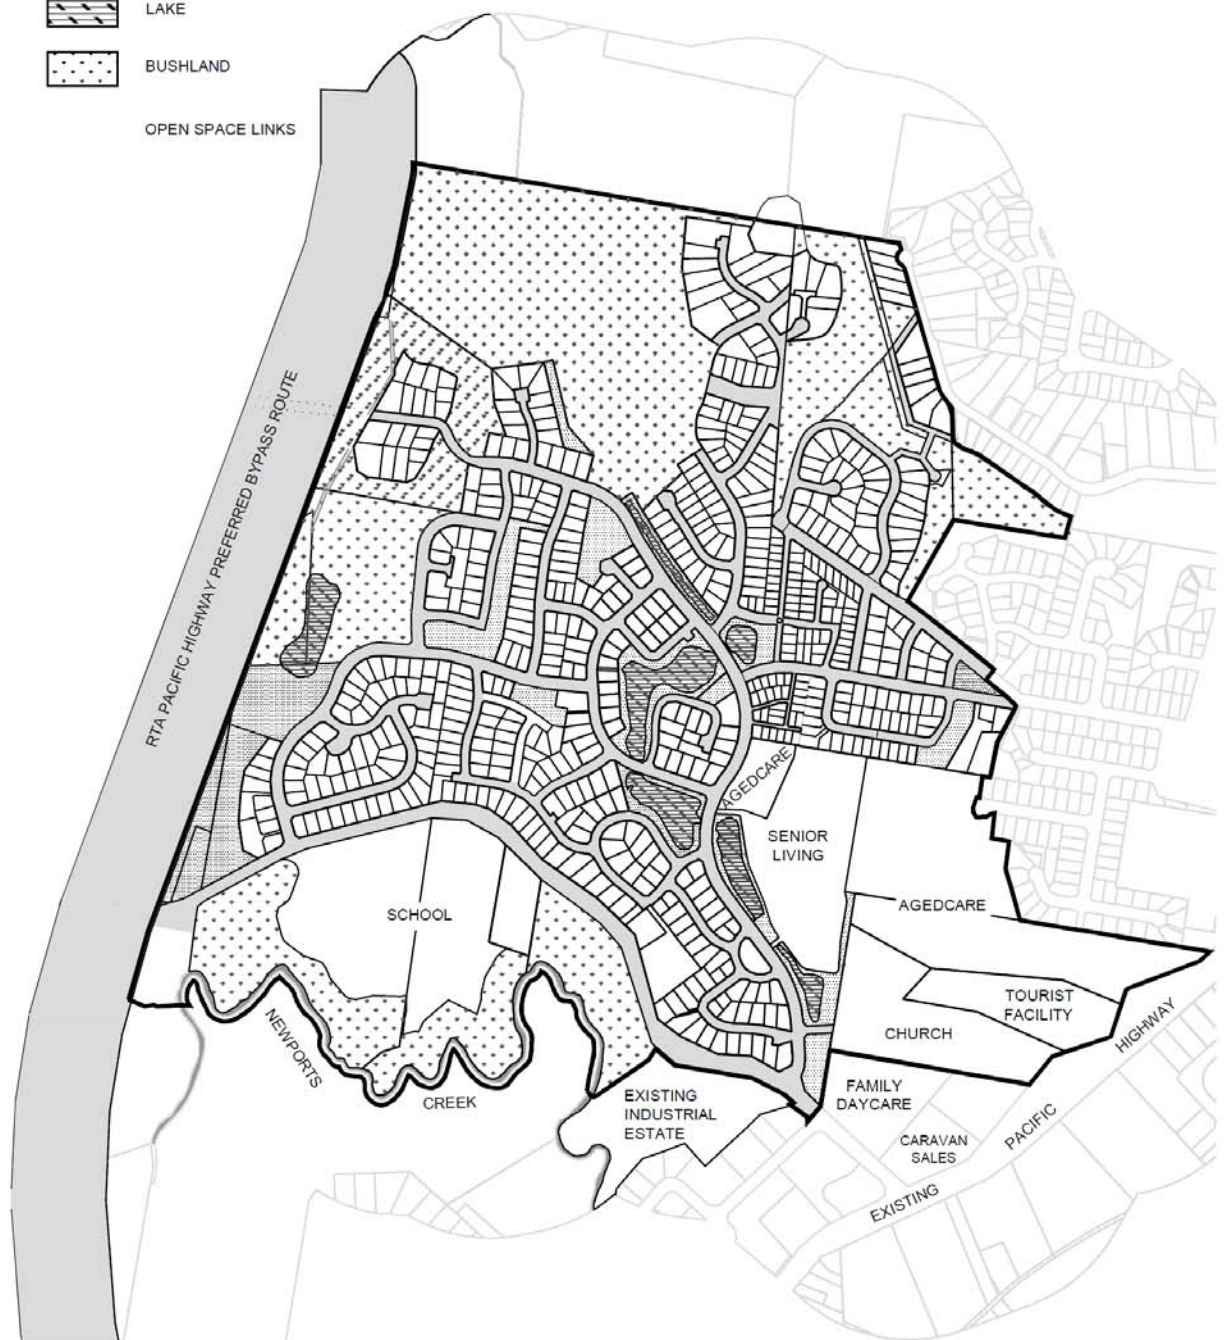 LAKE
BUSHLAND
OPEN SPACE LINKS
RTA PACIFIC HIGHWAY PREFERRED BYPASS ROUTE
AGEDCARE
SENIOR
LIVING
AGEDCARE
SCHOOL
TOURIST
FACILITY
CHURCH
HIGHWAY
NEWPORTS
CREEK
EXISTING
INDUSTRIAL
ESTATE
FAMILY
DAYCARE
CARAVAN
SALES
PACIFIC
EXISTING